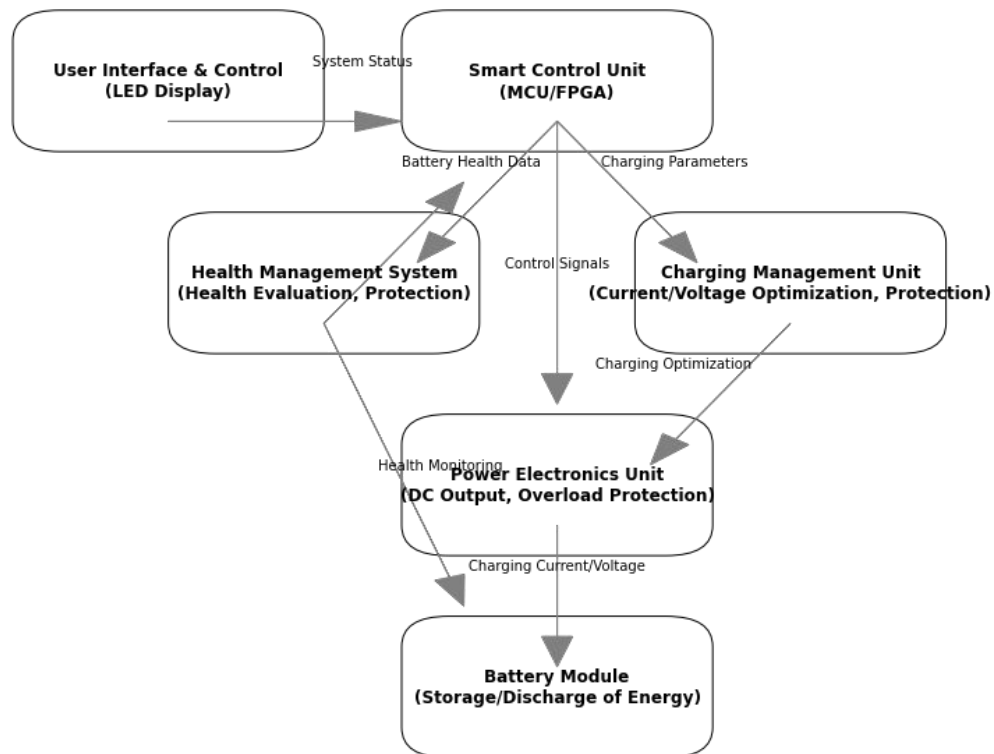 User Interface & Control
(LED Display)
System Status
Smart Control Unit
(MCU/FPGA)
Battery Health Data
Charging Parameters
Health Management System
(Health Evaluation, Protection)
Control Signals
Charging Management Unit
(Current/Voltage Optimization, Protection)
Charging Optimization
Health Monitoring
Power Electronics Unit
(DC Output, Overload Protection)
Charging Current/Voltage
Battery Module
(Storage/Discharge of Energy)